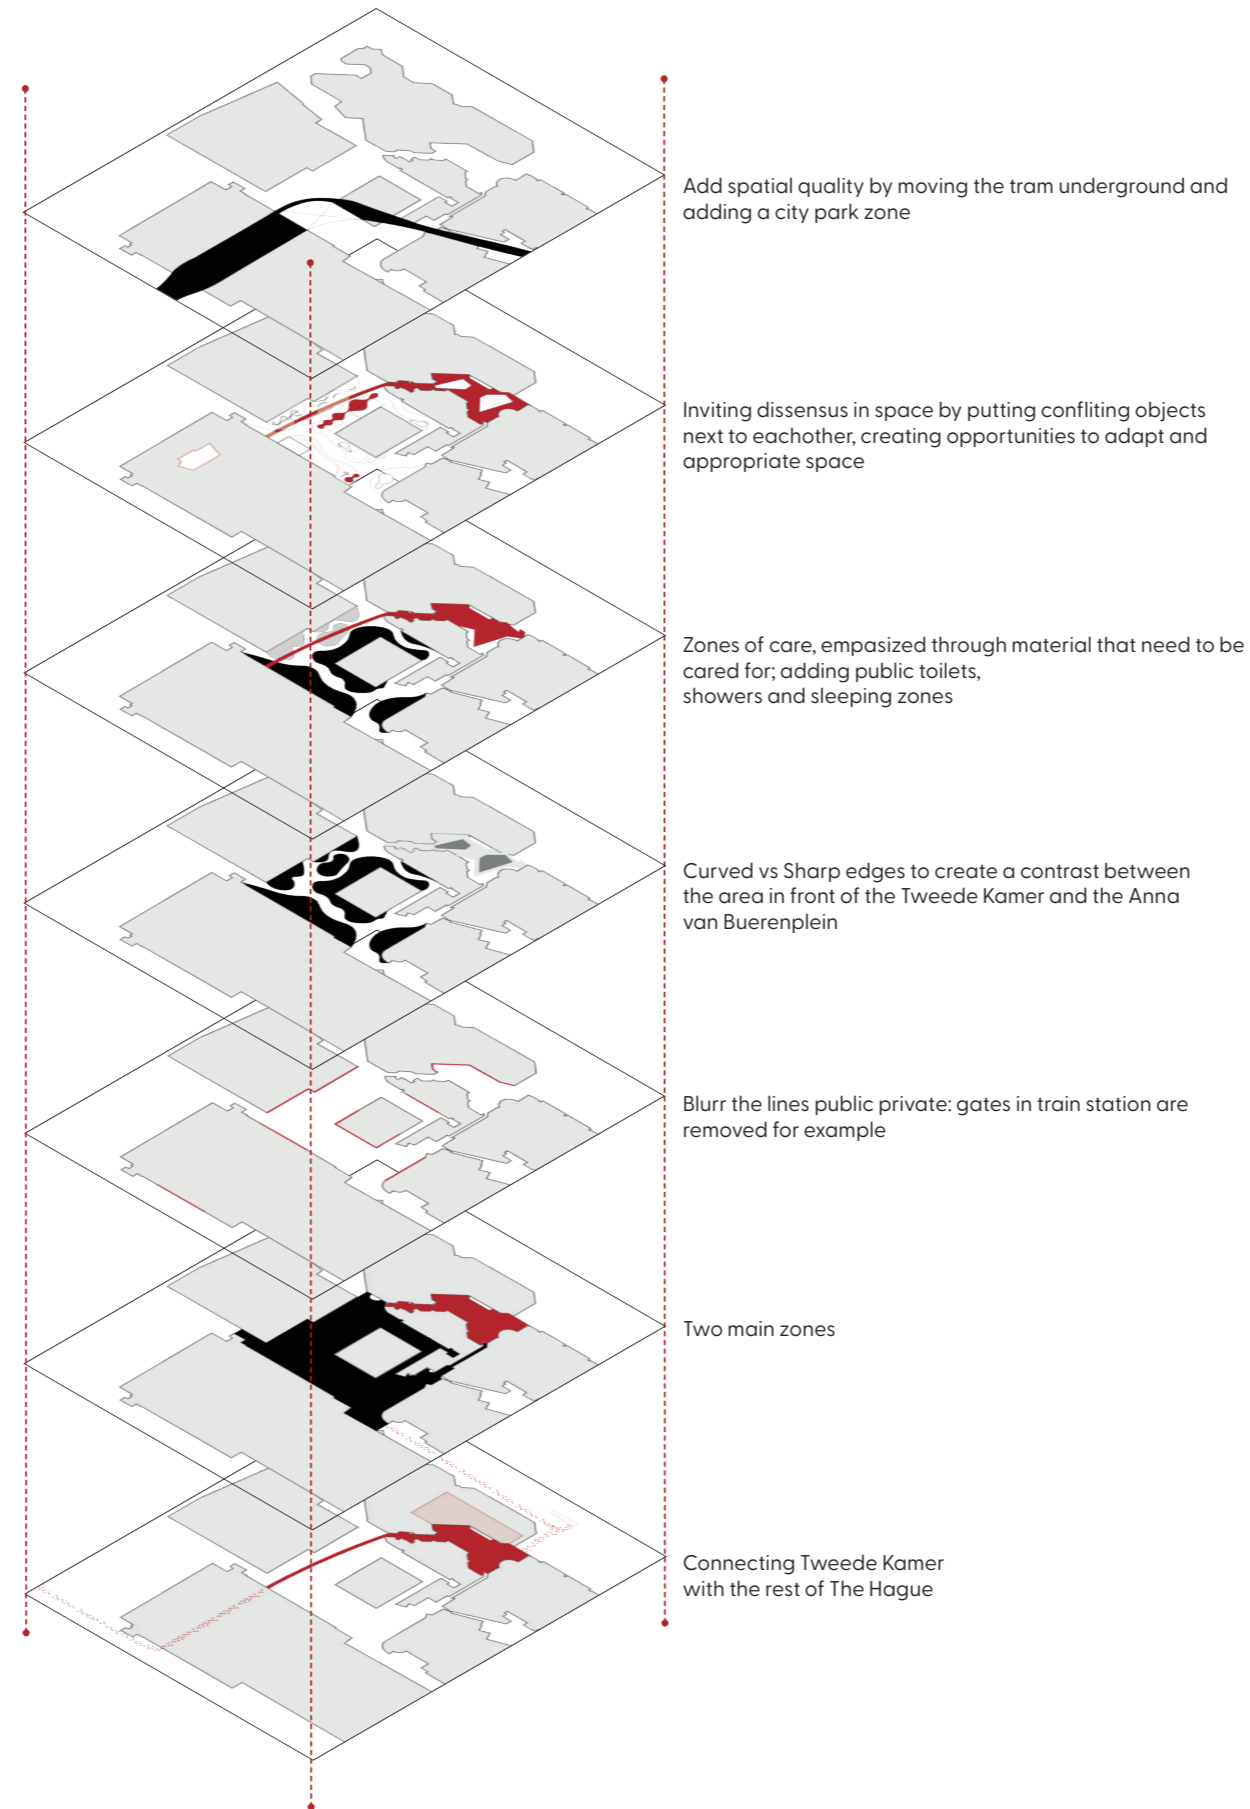 Add spatial quality by moving the tram underground and
adding a city park zone
Inviting dissensus in space by putting confliting objects
next to eachother, creating opportunities to adapt and
appropriate space
Zones of care, empasized through material that need to be
cared for; adding public toilets,
showers and sleeping zones
Curved vs Sharp edges to create a contrast between
the area in front of the Tweede Kamer and the Anna
van Buerenplein
Blurr the lines public private: gates in train station are
removed for example
Two main zones
Connecting Tweede Kamer
with the rest of The Hague